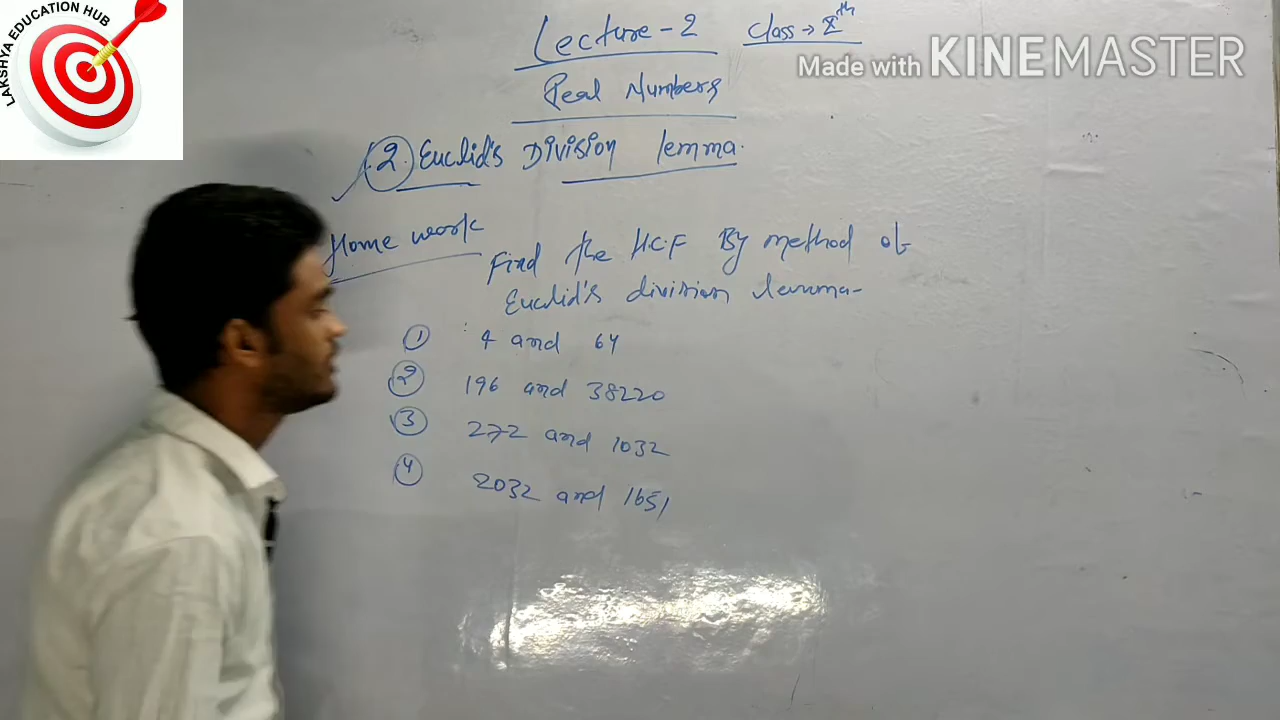 LAKSHYA EDUCATION HUB
Lecture-2 Class → Xth
Made with KINEMASTER
Real Numbers
2. Euclid's Division lemma.
Home work
Find the H.C.F By method of
Euclid's division lemma-
1 4 and 64
2 196 and 38220
3 272 and 1032
4 2032 and 1651